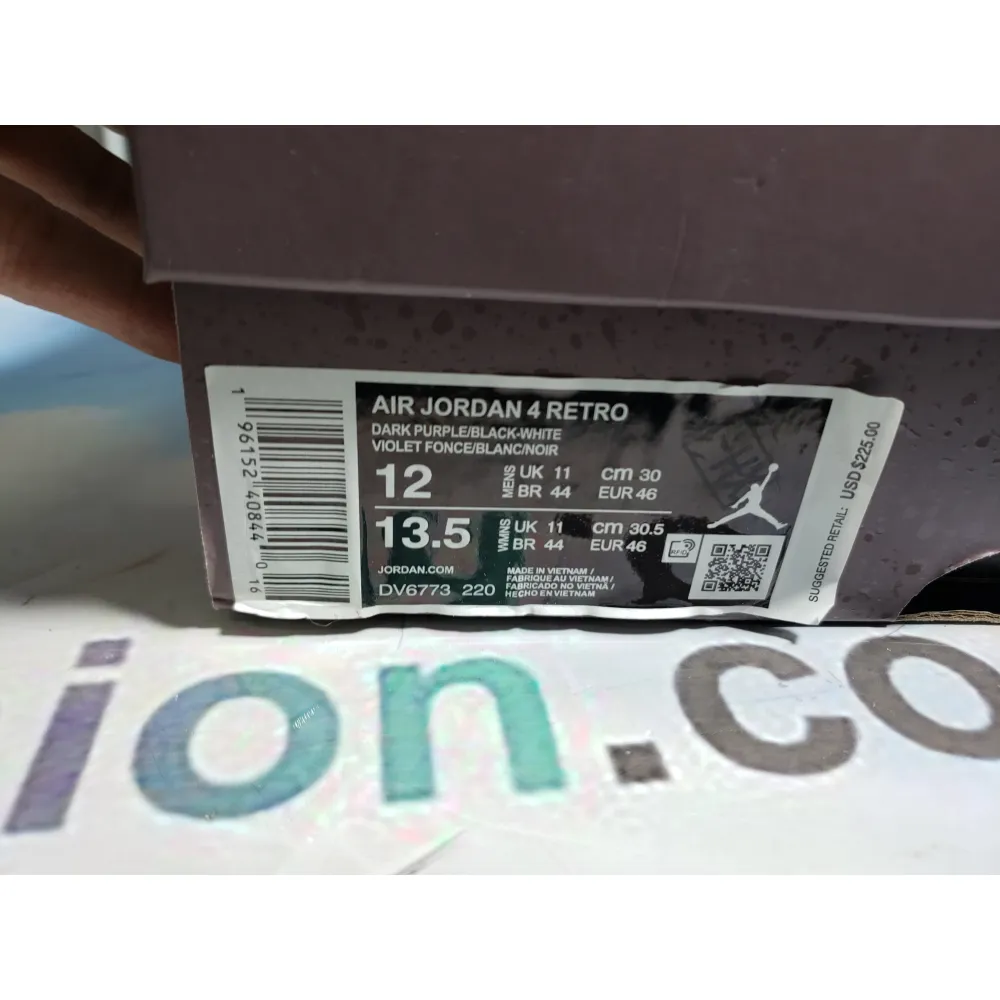 AIR JORDAN 4 RETRO
DARK PURPLE/BLACK-WHITE
VIOLET FONCE/BLANC/NOIR
12 MENS UK 11 cm 30
BR 44 EUR 46
13.5 WMNS UK 11 cm 30.5
BR 44 EUR 46
JORDAN.COM
DV6773 220
MADE IN VIETNAM /
FABRIQUE AU VIETNAM /
FABRICADO NO VIETNÃ /
HECHO EN VIETNAM
RFID
1 96152 40844 0 16
SUGGESTED RETAIL: USD $225.00
ion.co